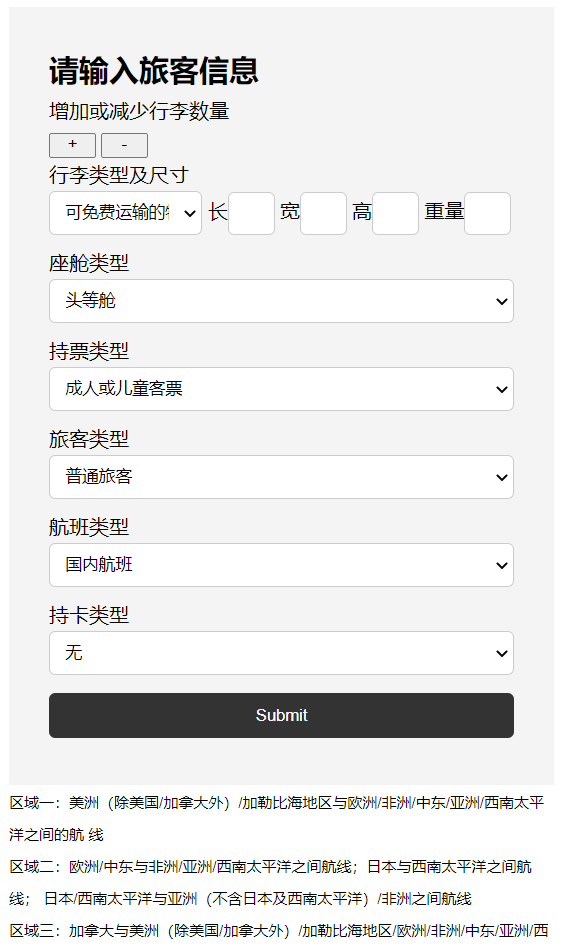 请输入旅客信息
增加或减少行李数量
+ -
行李类型及尺寸
可免费运输的 长 宽 高 重量
座舱类型
头等舱
持票类型
成人或儿童客票
旅客类型
普通旅客
航班类型
国内航班
持卡类型
无
Submit
区域一：美洲（除美国/加拿大外）/加勒比海地区与欧洲/非洲/中东/亚洲/西南太平
洋之间的航 线
区域二：欧洲/中东与非洲/亚洲/西南太平洋之间航线；日本与西南太平洋之间航
线； 日本/西南太平洋与亚洲（不含日本及西南太平洋）/非洲之间航线
区域三：加拿大与美洲（除美国/加拿大外）/加勒比海地区/欧洲/非洲/中东/亚洲/西